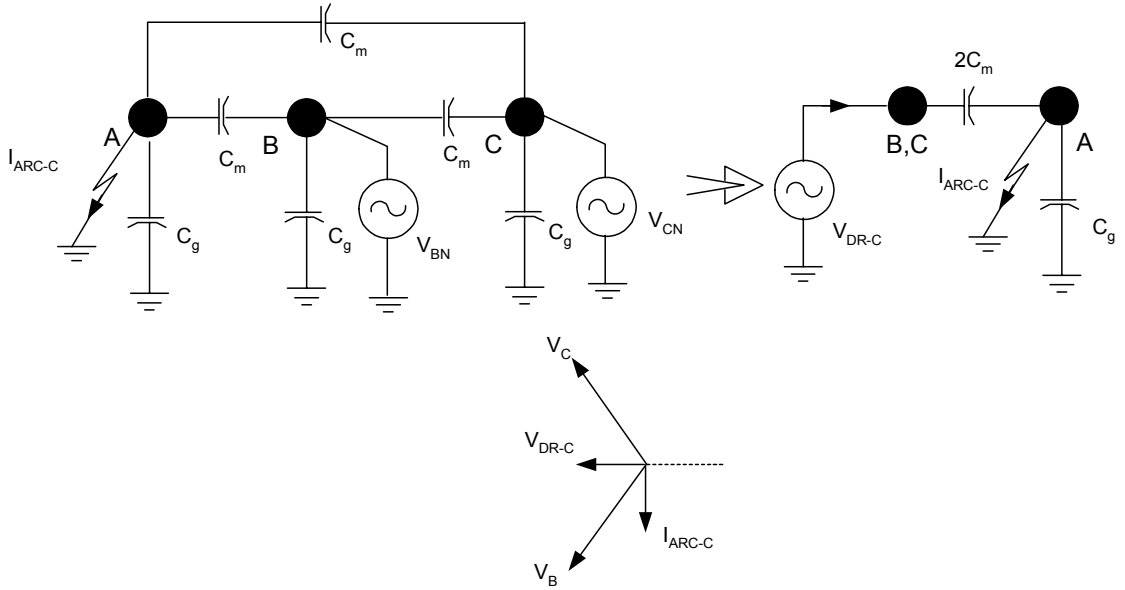 C_m
2C_m
A
B
C
B,C
A
C_m
C_m
I_ARC-C
I_ARC-C
C_g
C_g
V_BN
C_g
V_CN
V_DR-C
C_g
V_C
V_DR-C
I_ARC-C
V_B